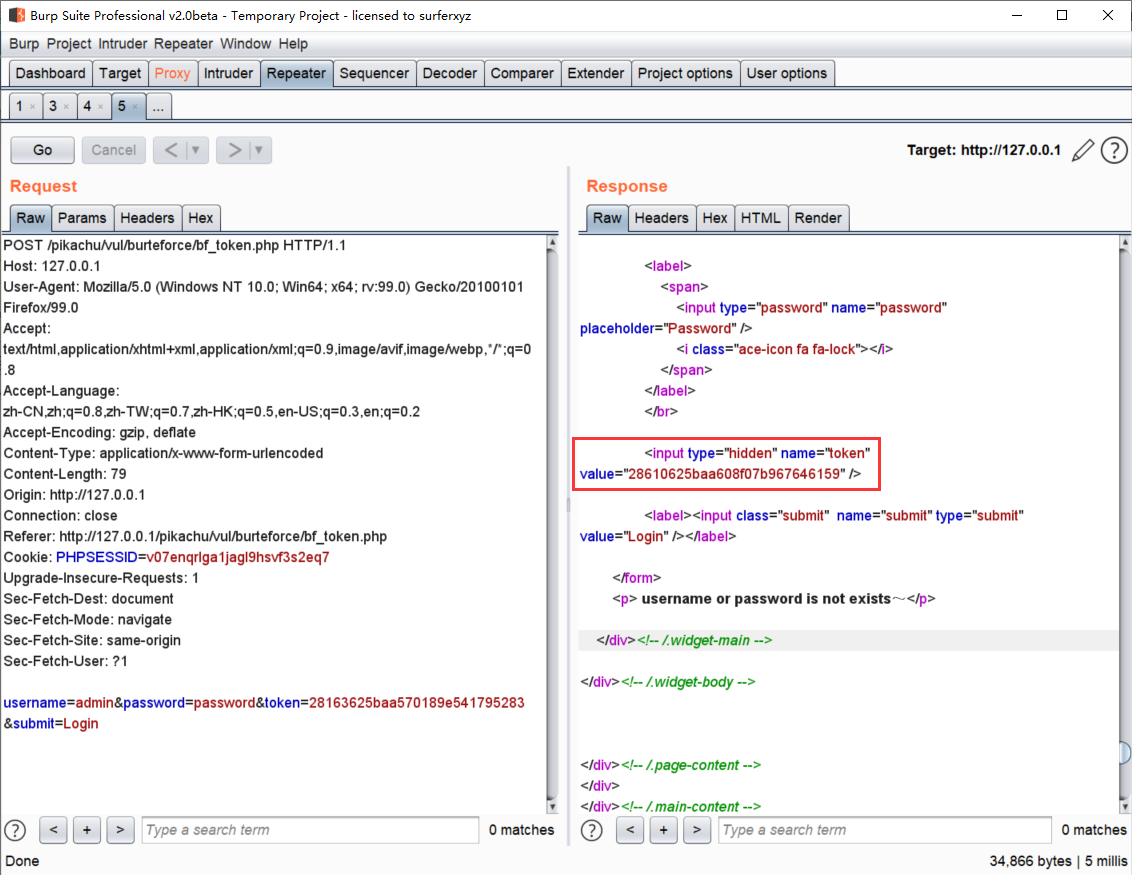 Burp Suite Professional v2.0beta - Temporary Project - licensed to surferxyz
Burp Project Intruder Repeater Window Help
Dashboard Target Proxy Intruder Repeater Sequencer Decoder Comparer Extender Project options User options
1 × 3 × 4 × 5 × ...
Go Cancel < > Target: http://127.0.0.1 ?
Request
Raw Params Headers Hex
POST /pikachu/vul/burteforce/bf_token.php HTTP/1.1
Host: 127.0.0.1
User-Agent: Mozilla/5.0 (Windows NT 10.0; Win64; x64; rv:99.0) Gecko/20100101
Firefox/99.0
Accept:
text/html,application/xhtml+xml,application/xml;q=0.9,image/avif,image/webp,*/*;q=0
.8
Accept-Language:
zh-CN,zh;q=0.8,zh-TW;q=0.7,zh-HK;q=0.5,en-US;q=0.3,en;q=0.2
Accept-Encoding: gzip, deflate
Content-Type: application/x-www-form-urlencoded
Content-Length: 79
Origin: http://127.0.0.1
Connection: close
Referer: http://127.0.0.1/pikachu/vul/burteforce/bf_token.php
Cookie: PHPSESSID=v07enqrlga1jagl9hsvf3s2eq7
Upgrade-Insecure-Requests: 1
Sec-Fetch-Dest: document
Sec-Fetch-Mode: navigate
Sec-Fetch-Site: same-origin
Sec-Fetch-User: ?1
username=admin&password=password&token=28163625baa570189e541795283
&submit=Login
? < + > Type a search term 0 matches
Response
Raw Headers Hex HTML Render
<label>
<span>
<input type="password" name="password"
placeholder="Password" />
<i class="ace-icon fa fa-lock"></i>
</span>
</label>
</br>
<input type="hidden" name="token"
value="28610625baa608f07b967646159" />
<label><input class="submit"  name="submit" type="submit"
value="Login" /></label>
</form>
<p> username or password is not exists～</p>
</div><!-- /.widget-main -->
</div><!-- /.widget-body -->
</div><!-- /.page-content -->
</div>
</div><!-- /.main-content -->
? < + > Type a search term 0 matches
Done
34,866 bytes | 5 millis